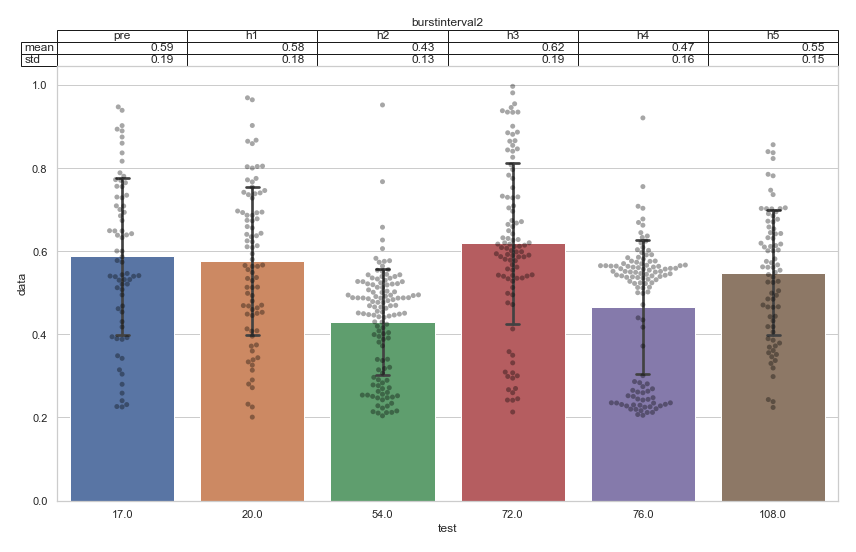 burstinterval2
pre h1 h2 h3 h4 h5
mean 0.59 0.58 0.43 0.62 0.47 0.55
std 0.19 0.18 0.13 0.19 0.16 0.15
1.0
0.8
0.6
0.4
0.2
0.0
data
17.0 20.0 54.0 72.0 76.0 108.0
test